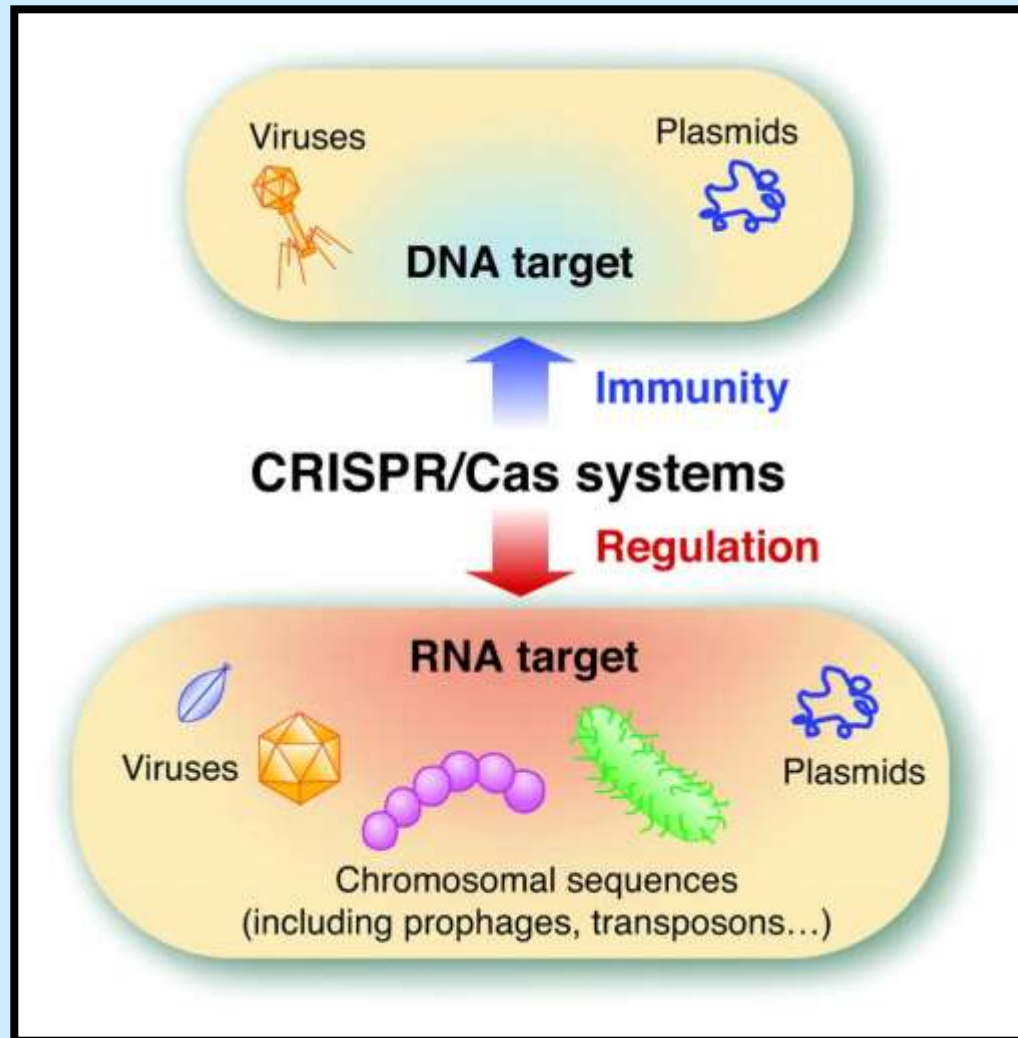 Viruses
Plasmids
DNA target
Immunity
CRISPR/Cas systems
Regulation
RNA target
Viruses
Plasmids
Chromosomal sequences
(including prophages, transposons…)